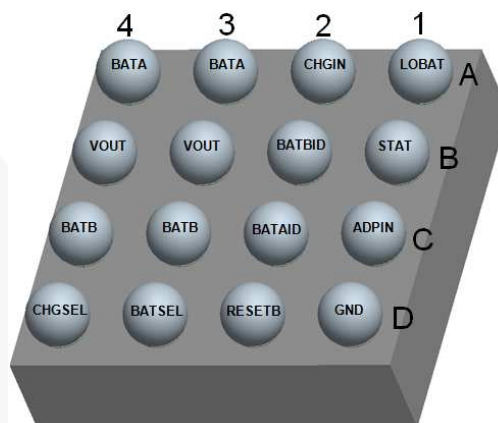 4 3 2 1
BATA BATA CHGIN LOBAT A
VOUT VOUT BATBID STAT B
BATB BATB BATAID ADPIN C
CHGSEL BATSEL RESETB GND D